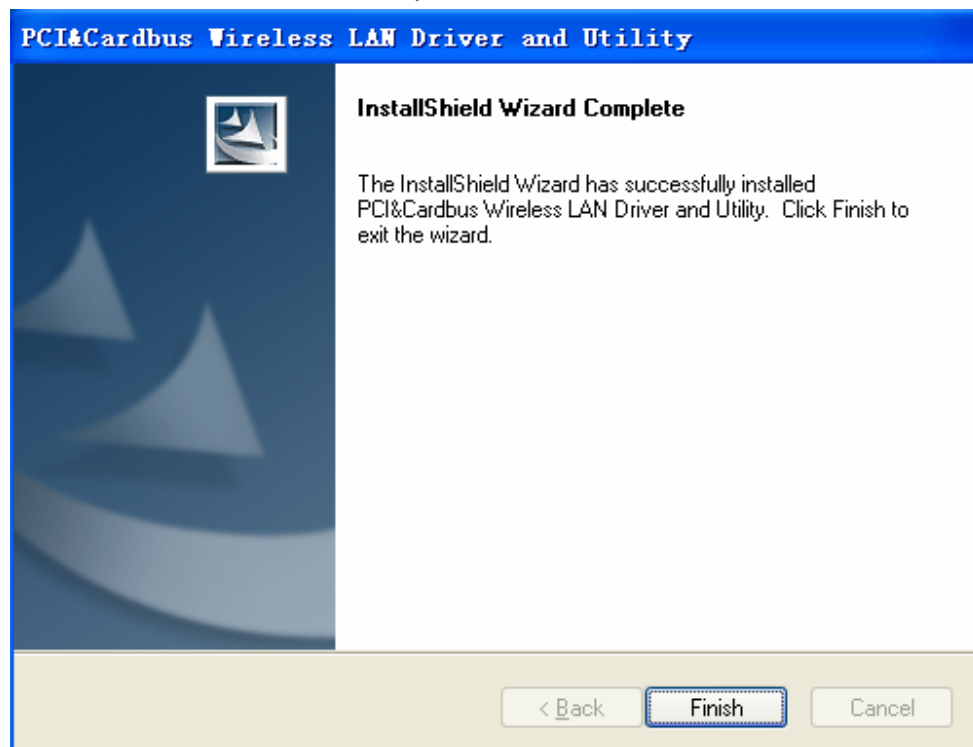 PCI&Cardbus Wireless LAN Driver and Utility
InstallShield Wizard Complete
The InstallShield Wizard has successfully installed
PCI&Cardbus Wireless LAN Driver and Utility.  Click Finish to
exit the wizard.
< Back
Finish
Cancel